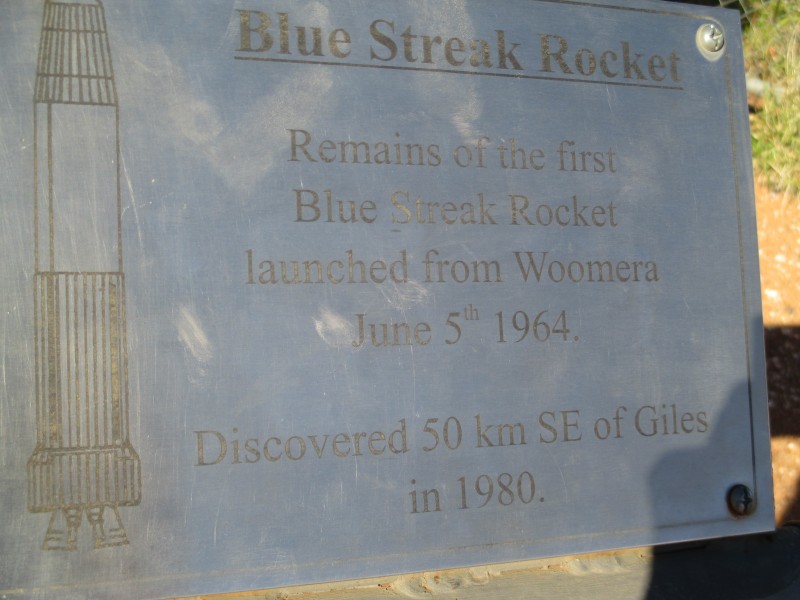 Blue Streak Rocket
Remains of the first
Blue Streak Rocket
launched from Woomera
June 5th 1964.
Discovered 50 km SE of Giles
in 1980.